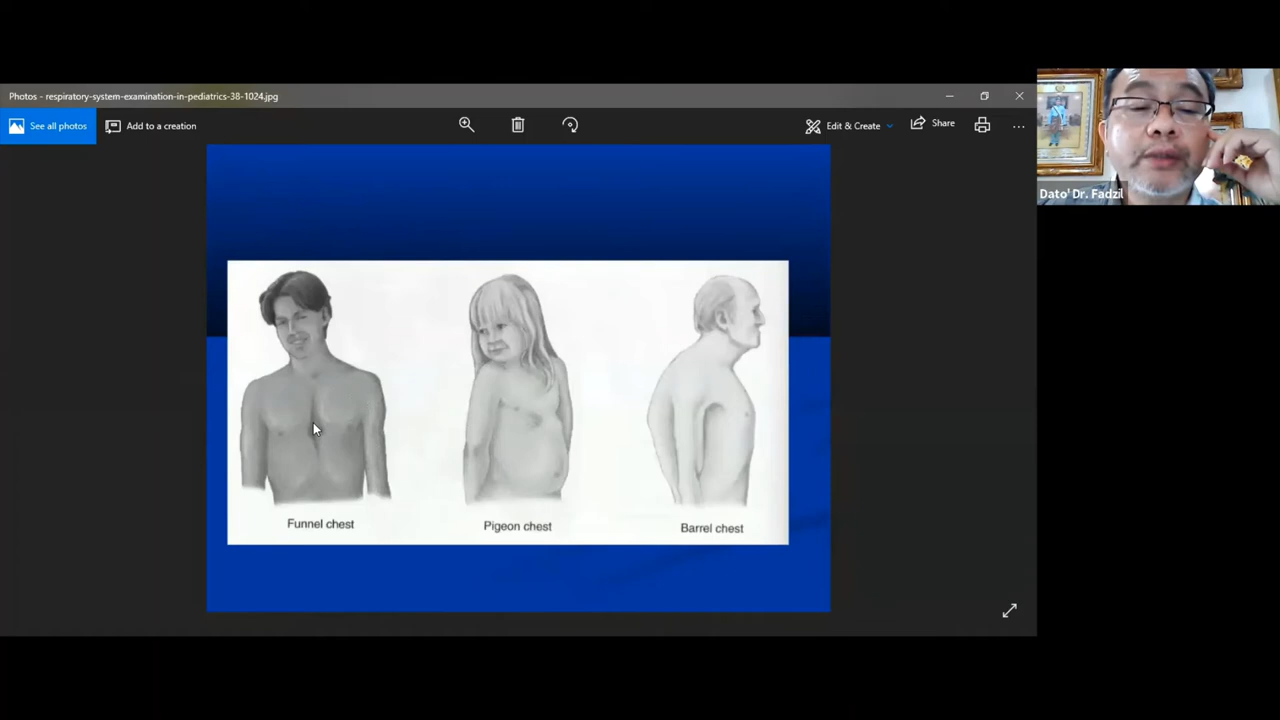 Photos - respiratory-system-examination-in-pediatrics-38-1024.jpg
See all photos
Add to a creation
Edit & Create
Share
Dato' Dr. Fadzil
Funnel chest
Pigeon chest
Barrel chest